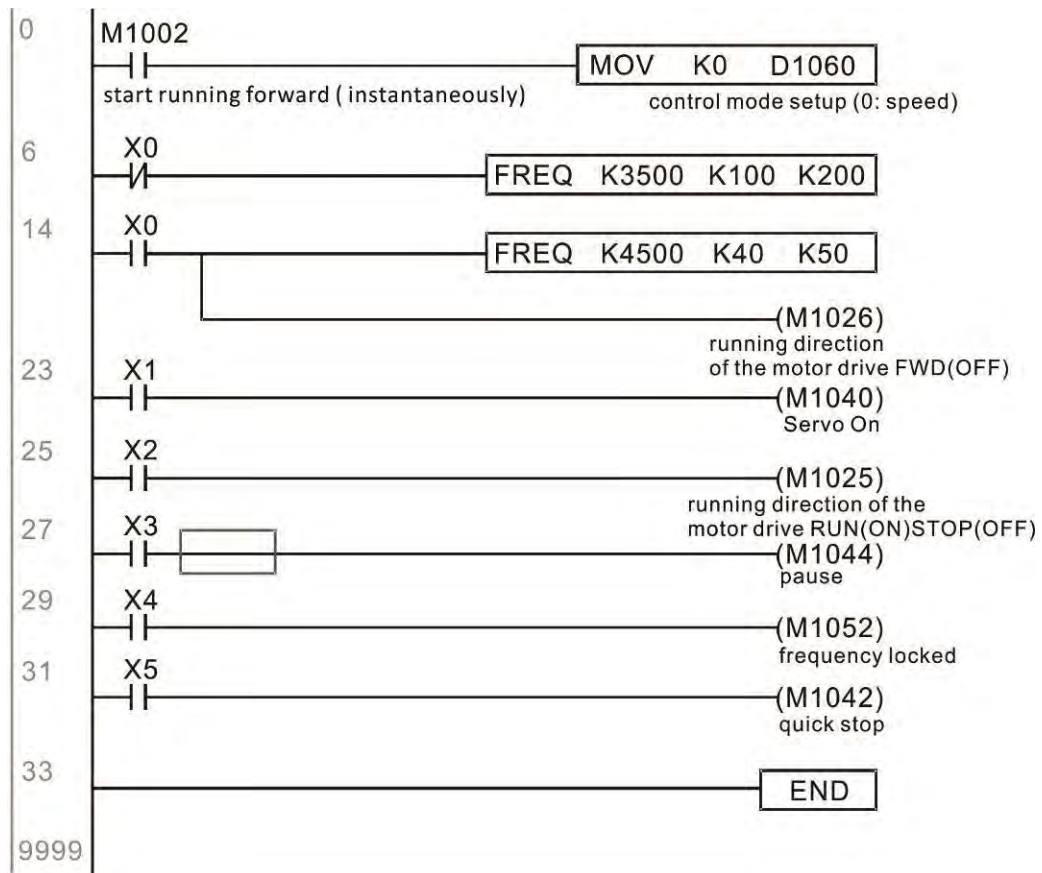 0
M1002
MOV K0 D1060
start running forward ( instantaneously)
control mode setup (0: speed)
6
X0
FREQ K3500 K100 K200
14
X0
FREQ K4500 K40 K50
(M1026)
running direction
of the motor drive FWD(OFF)
23
X1
(M1040)
Servo On
25
X2
(M1025)
running direction of the
motor drive RUN(ON)STOP(OFF)
27
X3
(M1044)
pause
29
X4
(M1052)
frequency locked
31
X5
(M1042)
quick stop
33
END
9999